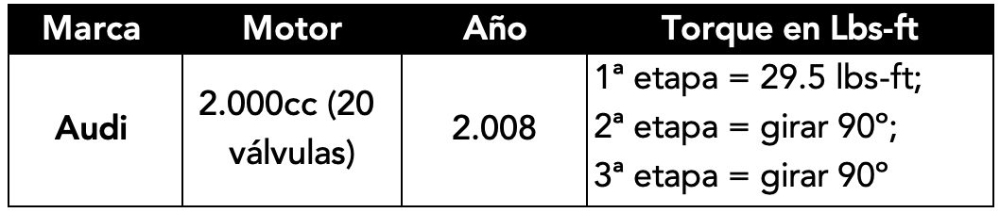 Marca Motor Año Torque en Lbs-ft
Audi
2.000cc (20
válvulas)
2.008
1ª etapa = 29.5 lbs-ft;
2ª etapa = girar 90º;
3ª etapa = girar 90º